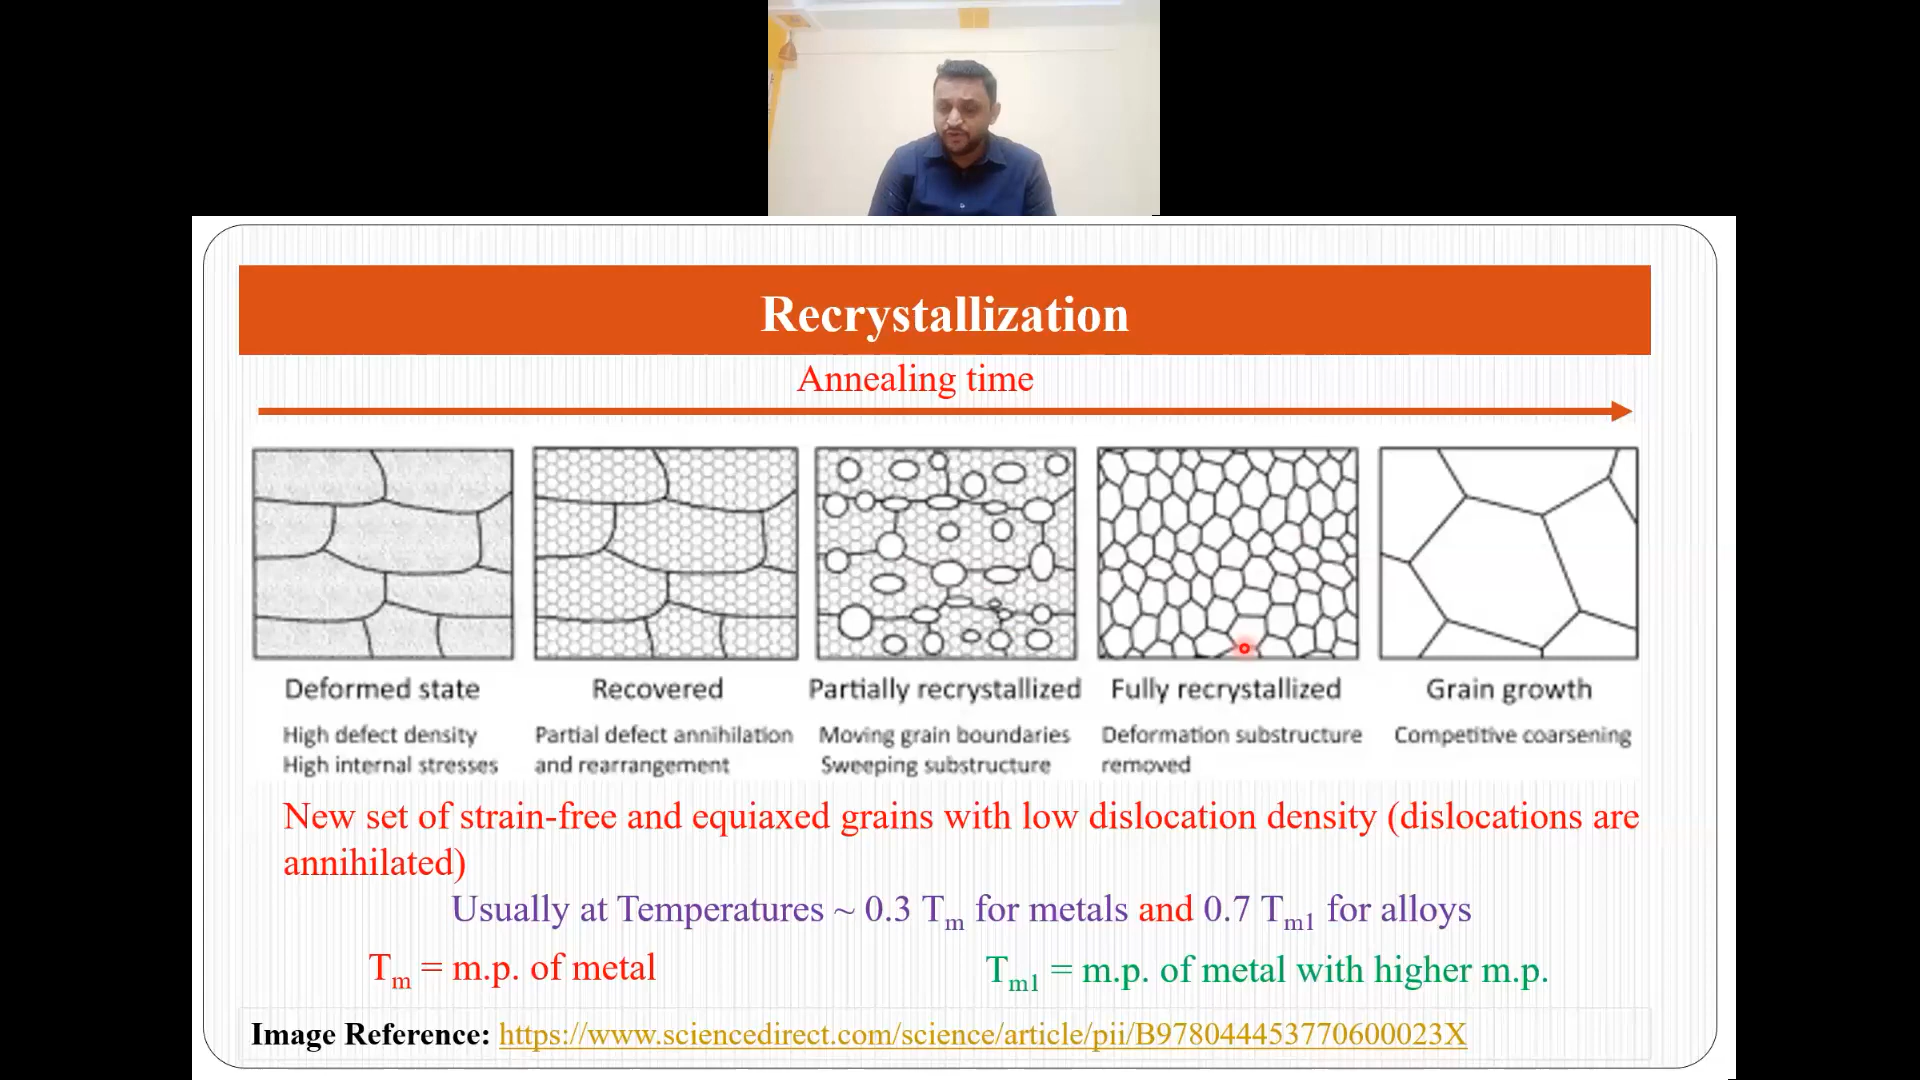 Recrystallization
Annealing time
Deformed state
Recovered
Partially recrystallized
Fully recrystallized
Grain growth
High defect density
High internal stresses
Partial defect annihilation
and rearrangement
Moving grain boundaries
Sweeping substructure
Deformation substructure
removed
Competitive coarsening
New set of strain-free and equiaxed grains with low dislocation density (dislocations are
annihilated)
Usually at Temperatures ~ 0.3 Tm for metals and 0.7 Tm1 for alloys
Tm = m.p. of metal
Tm1 = m.p. of metal with higher m.p.
Image Reference: https://www.sciencedirect.com/science/article/pii/B978044453770600023X